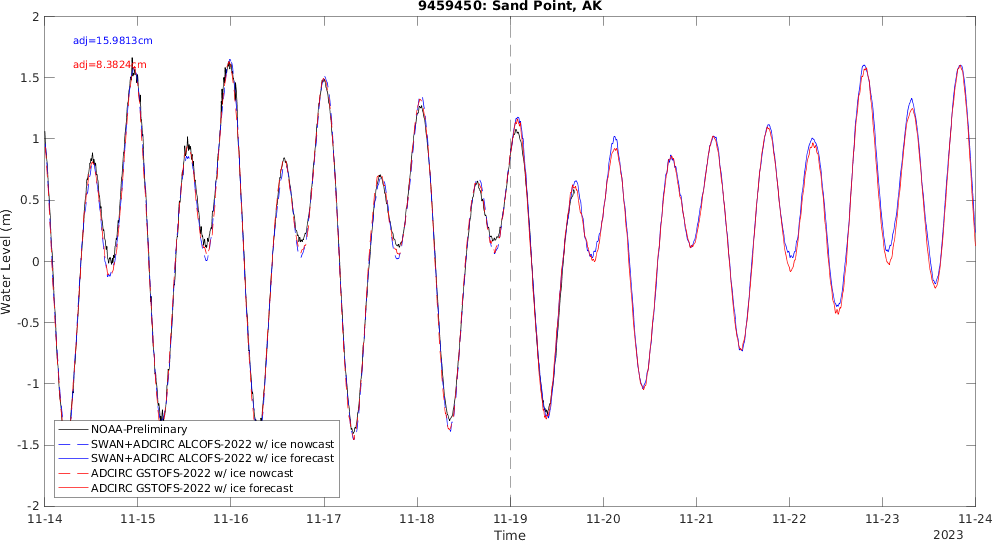 9459450: Sand Point, AK
2
1.5
1
0.5
0
-0.5
-1
-1.5
-2
Water Level (m)
adj=15.9813cm
adj=8.3824cm
NOAA-Preliminary
SWAN+ADCIRC ALCOFS-2022 w/ ice nowcast
SWAN+ADCIRC ALCOFS-2022 w/ ice forecast
ADCIRC GSTOFS-2022 w/ ice nowcast
ADCIRC GSTOFS-2022 w/ ice forecast
11-14 11-15 11-16 11-17 11-18 11-19 11-20 11-21 11-22 11-23 11-24
Time
2023